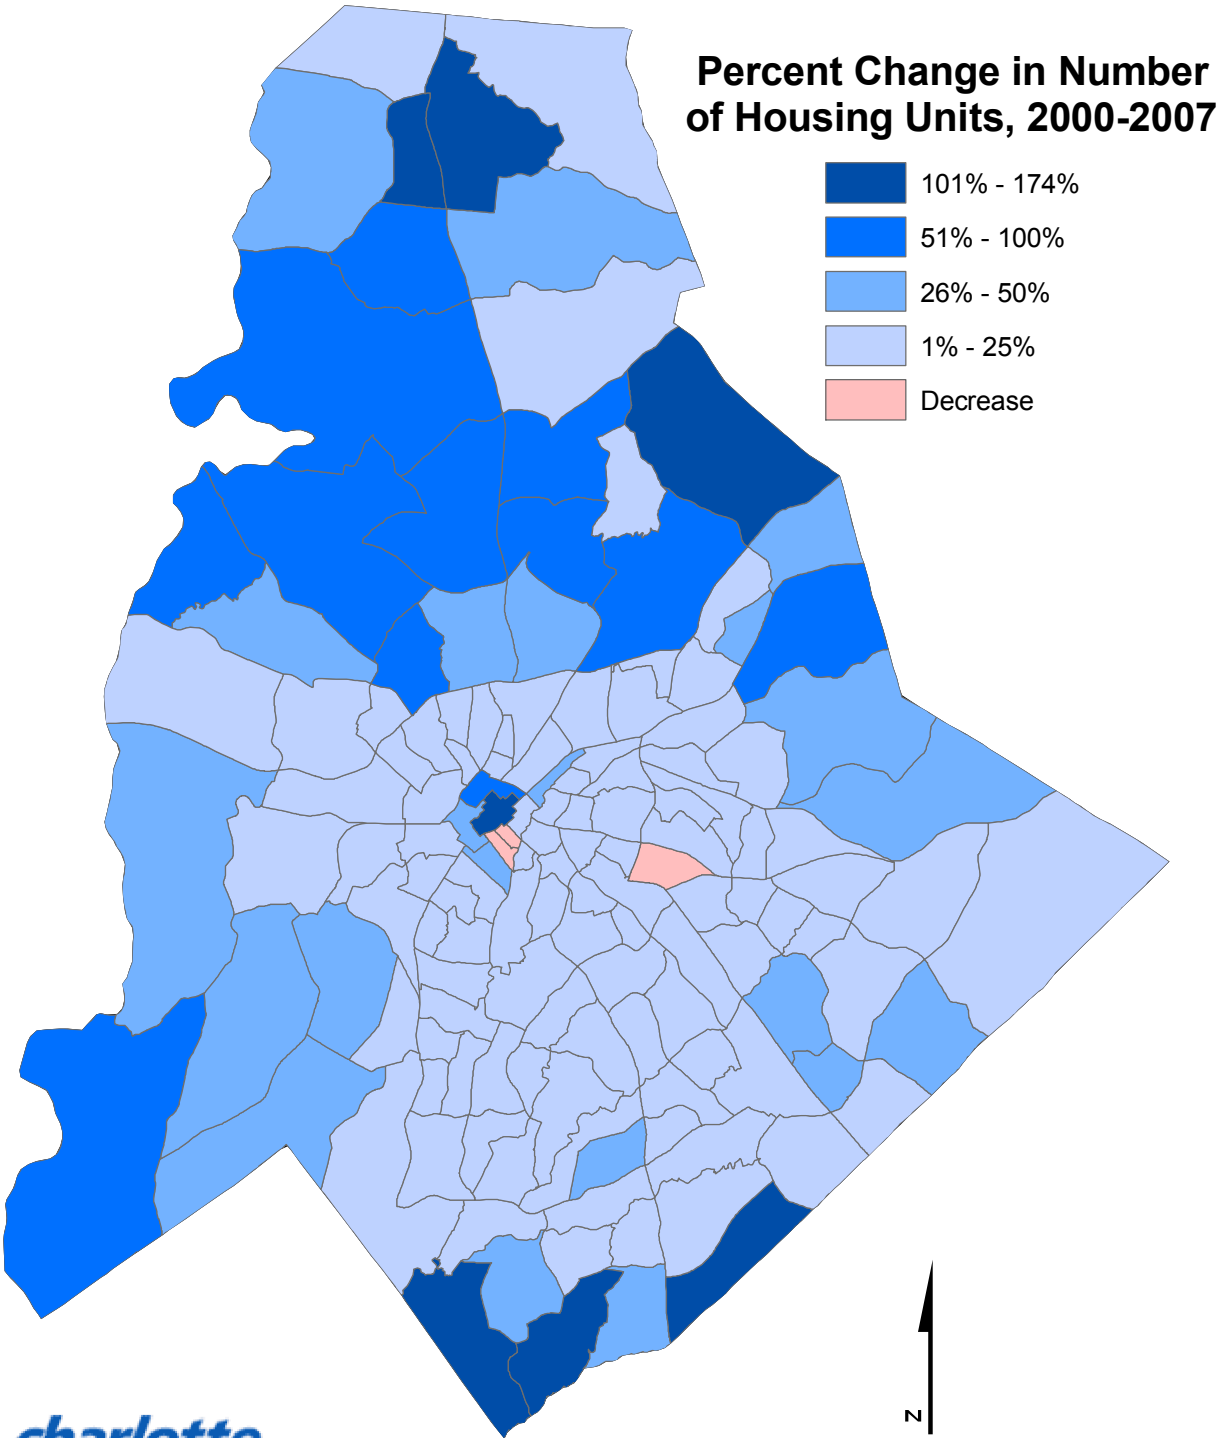 Percent Change in Number
of Housing Units, 2000-2007
101% - 174%
51% - 100%
26% - 50%
1% - 25%
Decrease
N
charlotte